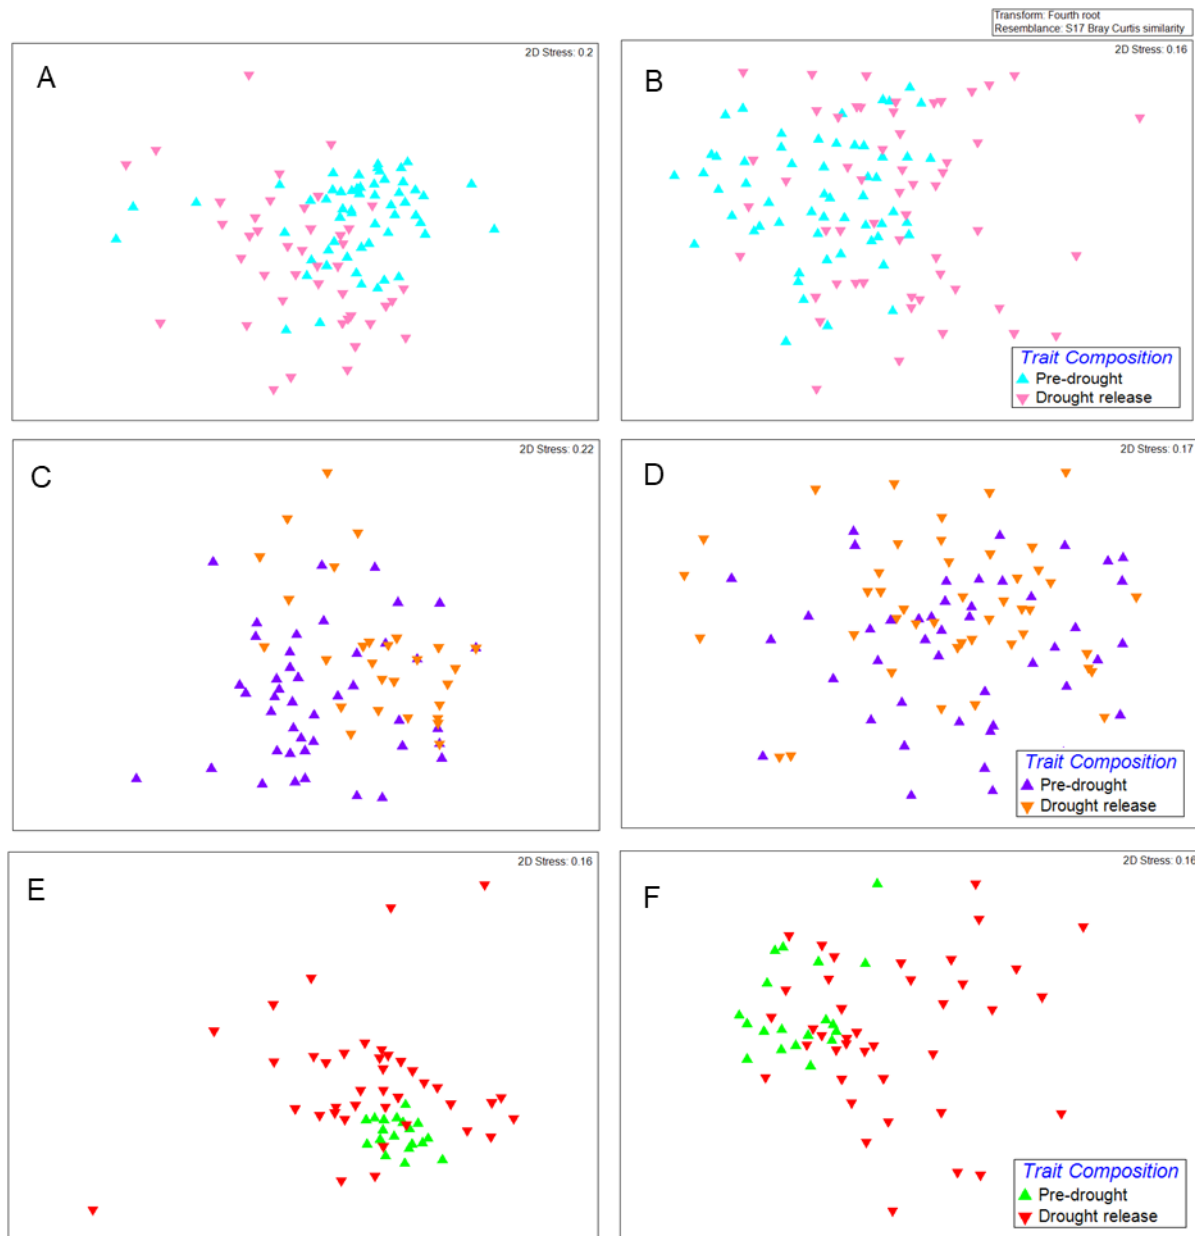 Transform: Fourth root
Resemblance: S17 Bray Curtis similarity
2D Stress: 0.2
A
2D Stress: 0.16
B
Trait Composition
Pre-drought
Drought release
2D Stress: 0.22
C
2D Stress: 0.17
D
Trait Composition
Pre-drought
Drought release
2D Stress: 0.16
E
2D Stress: 0.16
F
Trait Composition
Pre-drought
Drought release